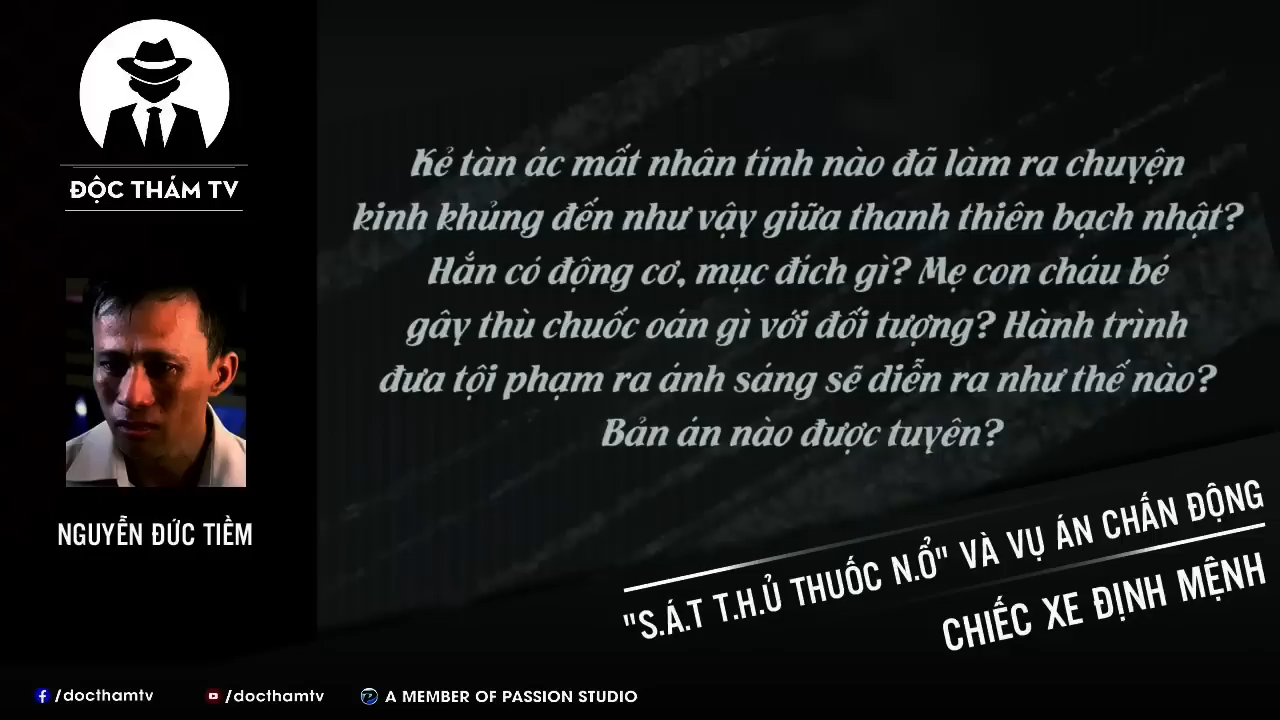 ĐỘC THÁM TV
NGUYỄN ĐỨC TIỀM
Kẻ tàn ác mất nhân tính nào đã làm ra chuyện
kinh khủng đến như vậy giữa thanh thiên bạch nhật?
Hắn có động cơ, mục đích gì? Mẹ con cháu bé
gây thù chuốc oán gì với đối tượng? Hành trình
đưa tội phạm ra ánh sáng sẽ diễn ra như thế nào?
Bản án nào được tuyên?
"S.Á.T T.H.Ủ THUỐC N.Ổ" VÀ VỤ ÁN CHẤN ĐỘNG
CHIẾC XE ĐỊNH MỆNH
/docthamtv
/docthamtv
A MEMBER OF PASSION STUDIO